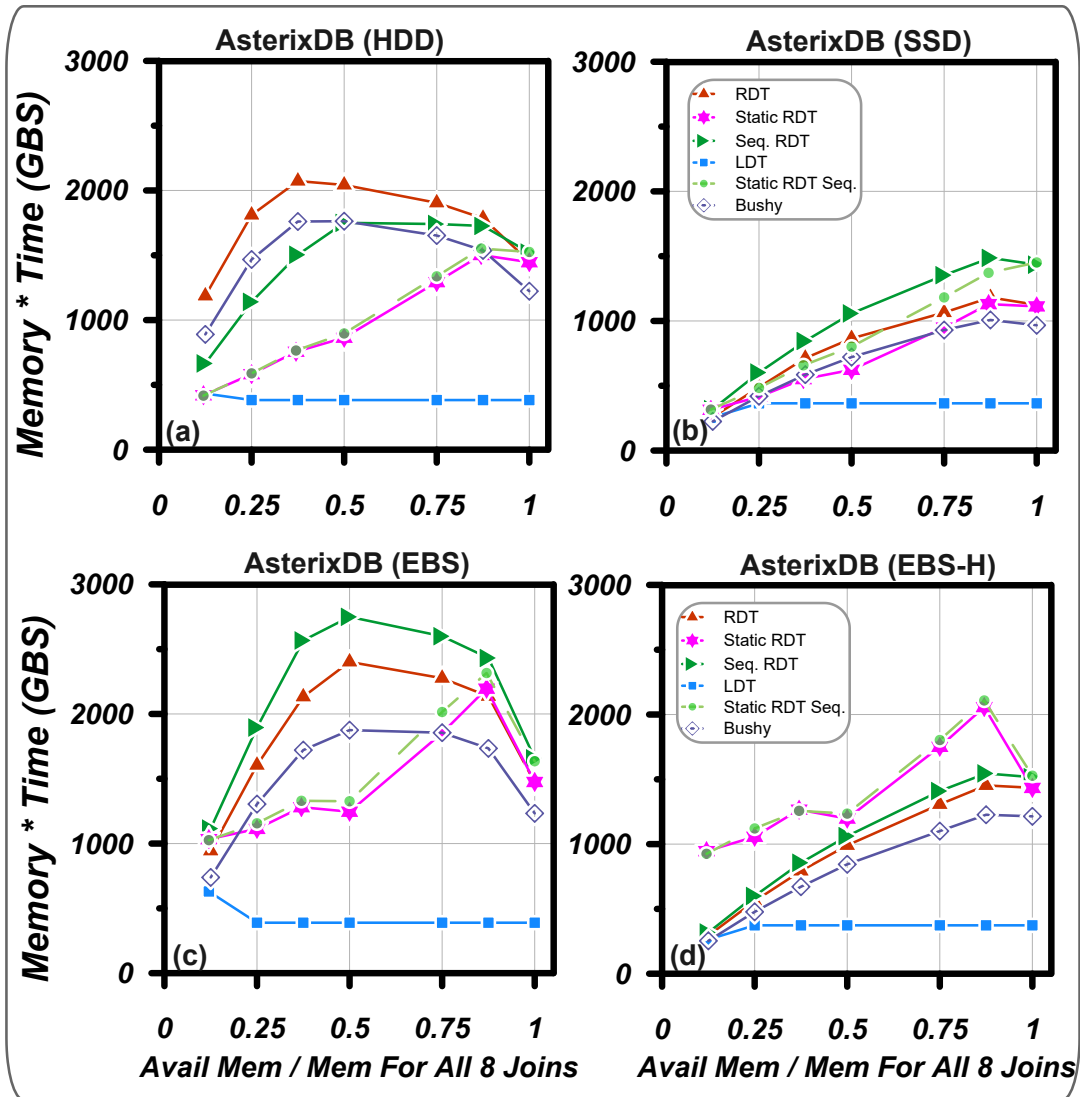 AsterixDB (HDD)
AsterixDB (SSD)
Memory * Time (GBS)
3000
2000
1000
0
(a)
0 0.25 0.5 0.75 1
3000
2000
1000
0
RDT
Static RDT
Seq. RDT
LDT
Static RDT Seq.
Bushy
(b)
0 0.25 0.5 0.75 1
AsterixDB (EBS)
AsterixDB (EBS-H)
Memory * Time (GBS)
3000
2000
1000
0
(c)
0 0.25 0.5 0.75 1
Avail Mem / Mem For All 8 Joins
3000
2000
1000
0
RDT
Static RDT
Seq. RDT
LDT
Static RDT Seq.
Bushy
(d)
0 0.25 0.5 0.75 1
Avail Mem / Mem For All 8 Joins